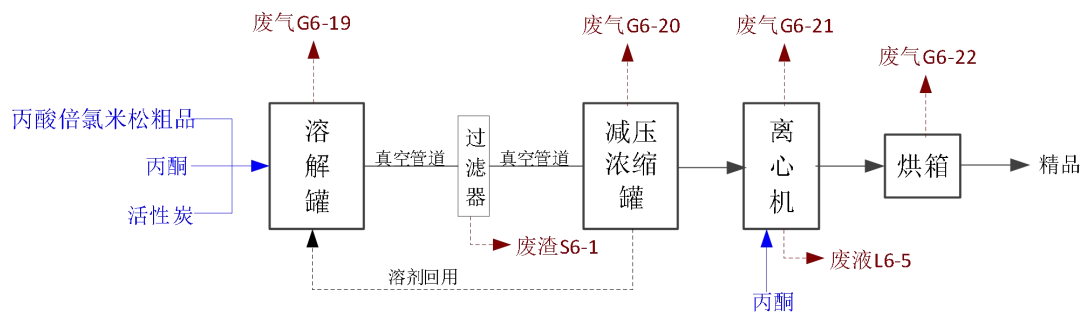 废气G6-19
废气G6-20
废气G6-21
废气G6-22
丙酸倍氯米松粗品
丙酮
活性炭
溶解罐
真空管道
过滤器
真空管道
减压浓缩罐
离心机
烘箱
精品
废渣S6-1
废液L6-5
溶剂回用
丙酮